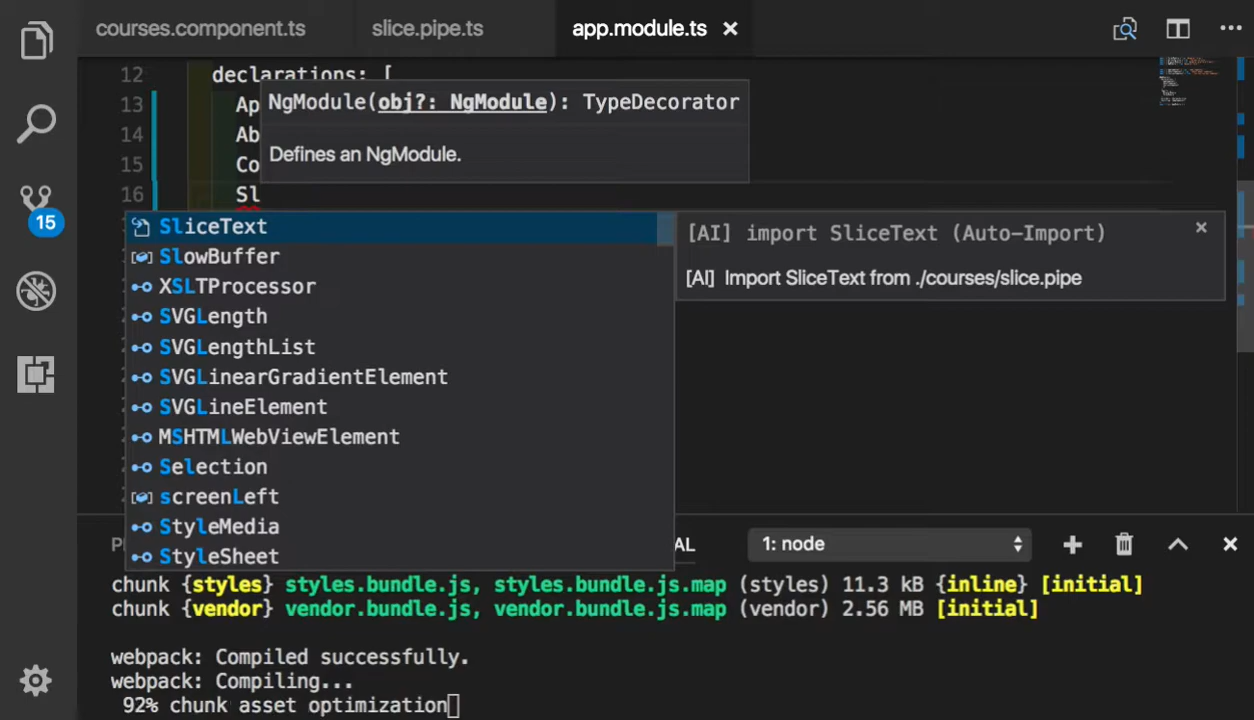 courses.component.ts
slice.pipe.ts
app.module.ts
12 declarations: [
13 Ap
14 Ab
15 Co
16 Sl
NgModule(obj?: NgModule): TypeDecorator
Defines an NgModule.
15
SliceText
SlowBuffer
XSLTProcessor
SVGLength
SVGLengthList
SVGLinearGradientElement
SVGLineElement
MSHTMLWebViewElement
Selection
screenLeft
StyleMedia
StyleSheet
[AI] import SliceText (Auto-Import)
[AI] Import SliceText from ./courses/slice.pipe
AL
1: node
chunk {styles} styles.bundle.js, styles.bundle.js.map (styles) 11.3 kB {inline} [initial]
chunk {vendor} vendor.bundle.js, vendor.bundle.js.map (vendor) 2.56 MB [initial]
webpack: Compiled successfully.
webpack: Compiling...
92% chunk asset optimization